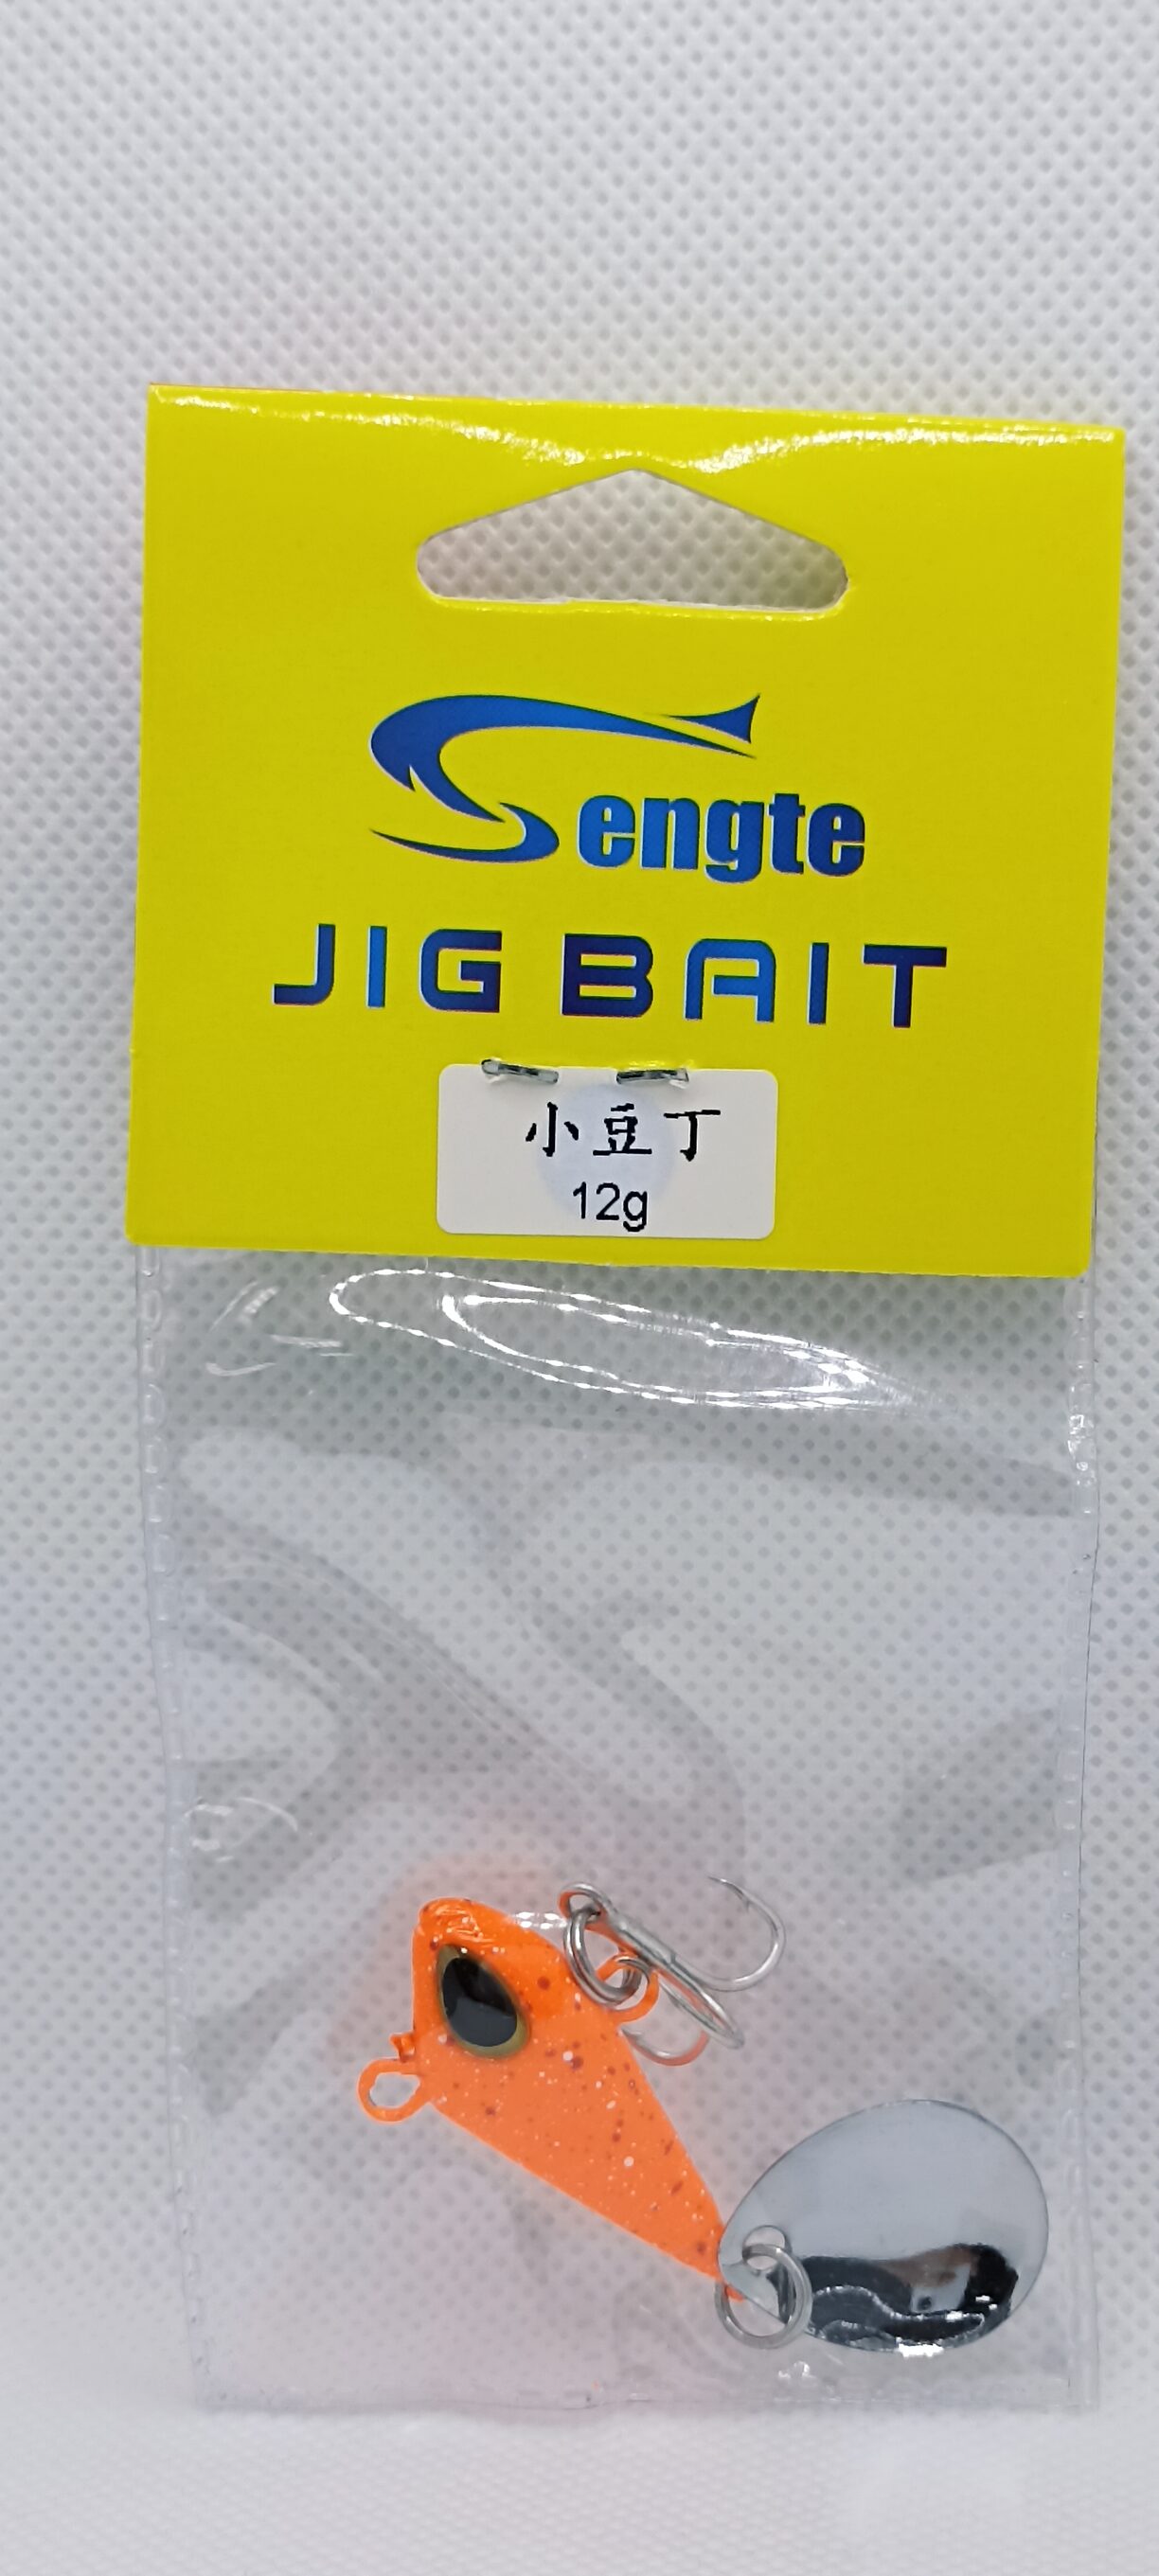 Sengte
JIG BAIT
小豆丁
12g